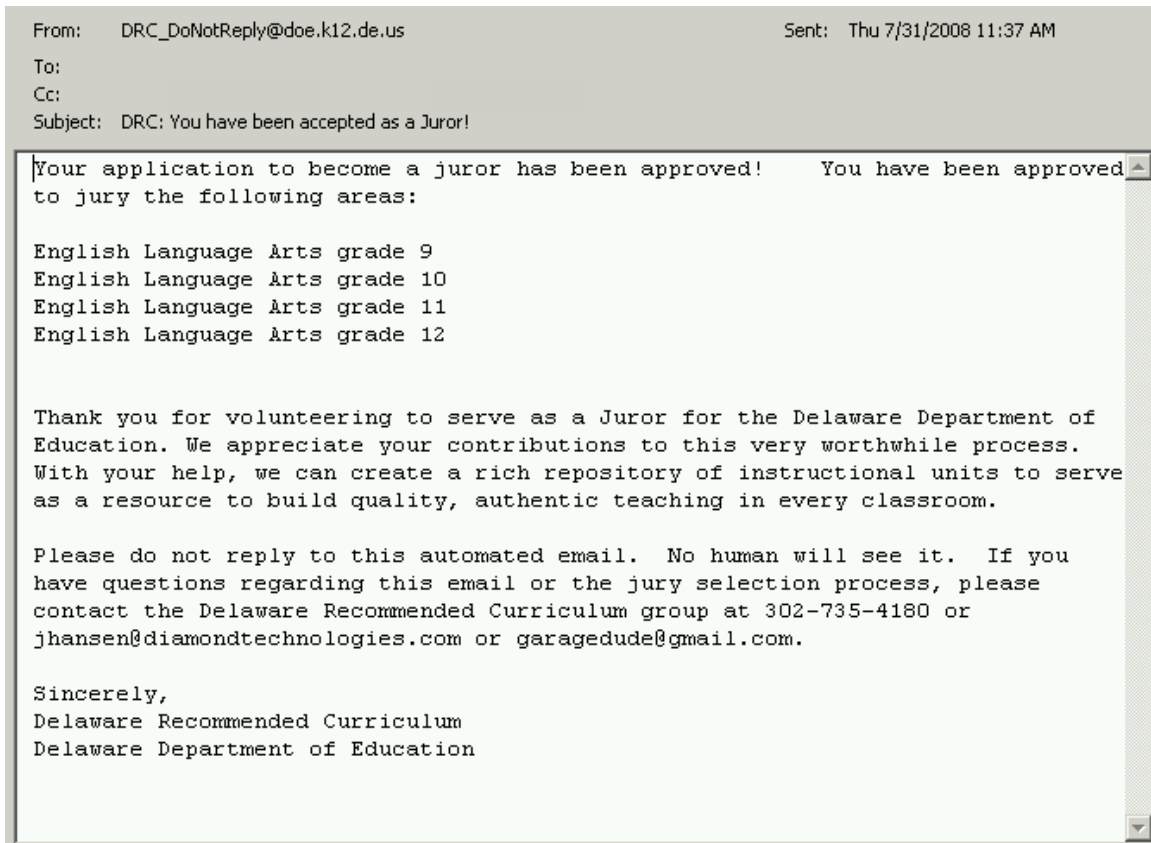 From: DRC_DoNotReply@doe.k12.de.us Sent: Thu 7/31/2008 11:37 AM
To:
Cc:
Subject: DRC: You have been accepted as a Juror!
Your application to become a juror has been approved! You have been approved
to jury the following areas:
English Language Arts grade 9
English Language Arts grade 10
English Language Arts grade 11
English Language Arts grade 12
Thank you for volunteering to serve as a Juror for the Delaware Department of
Education. We appreciate your contributions to this very worthwhile process.
With your help, we can create a rich repository of instructional units to serve
as a resource to build quality, authentic teaching in every classroom.
Please do not reply to this automated email. No human will see it. If you
have questions regarding this email or the jury selection process, please
contact the Delaware Recommended Curriculum group at 302-735-4180 or
jhansen@diamondtechnologies.com or garagedude@gmail.com.
Sincerely,
Delaware Recommended Curriculum
Delaware Department of Education